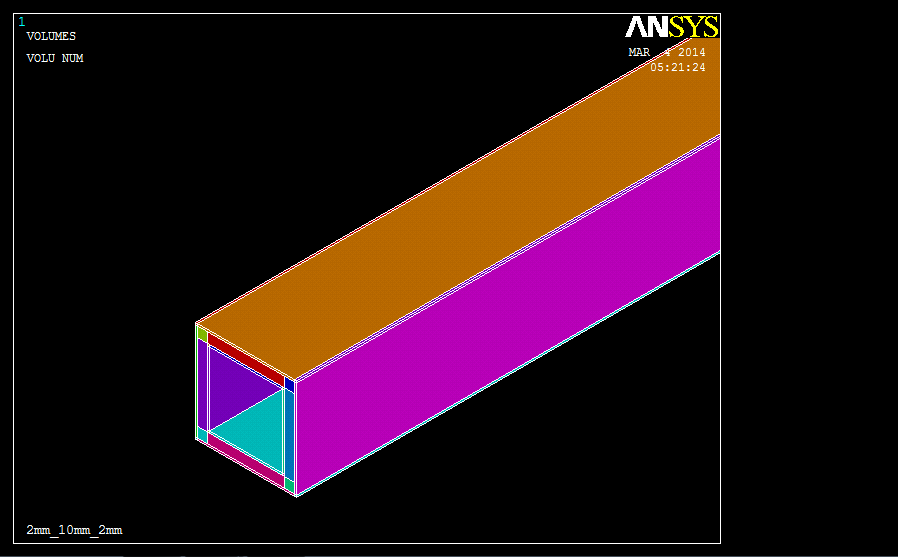 1
ANSYS
VOLUMES
VOLU NUM
MAR  4 2014
05:21:24
2mm_10mm_2mm